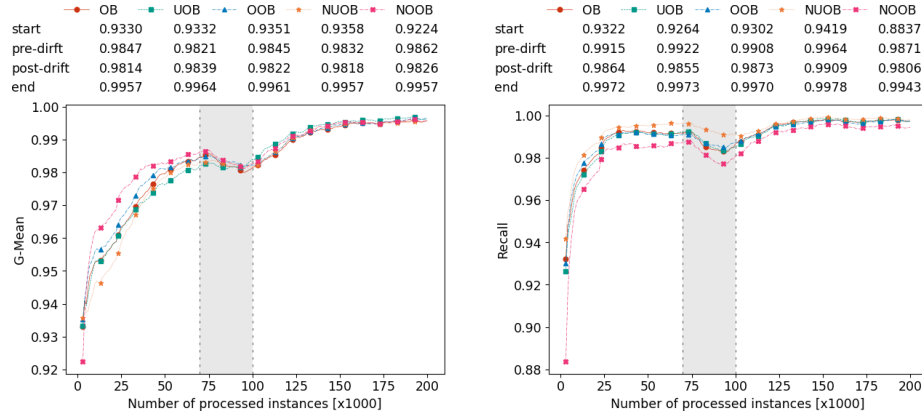 OB UOB OOB NUOB NOOB
start 0.9330 0.9332 0.9351 0.9358 0.9224
pre-dirft 0.9847 0.9821 0.9845 0.9832 0.9862
post-drift 0.9814 0.9839 0.9822 0.9818 0.9826
end 0.9957 0.9964 0.9961 0.9957 0.9957
1.00
0.99
0.98
0.97
0.96
0.95
0.94
0.93
0.92
G-Mean
0 25 50 75 100 125 150 175 200
Number of processed instances [x1000]
OB UOB OOB NUOB NOOB
start 0.9322 0.9264 0.9302 0.9419 0.8837
pre-dirft 0.9915 0.9922 0.9908 0.9964 0.9871
post-drift 0.9864 0.9855 0.9873 0.9909 0.9806
end 0.9972 0.9973 0.9970 0.9978 0.9943
1.00
0.98
0.96
0.94
0.92
0.90
0.88
Recall
0 25 50 75 100 125 150 175 200
Number of processed instances [x1000]